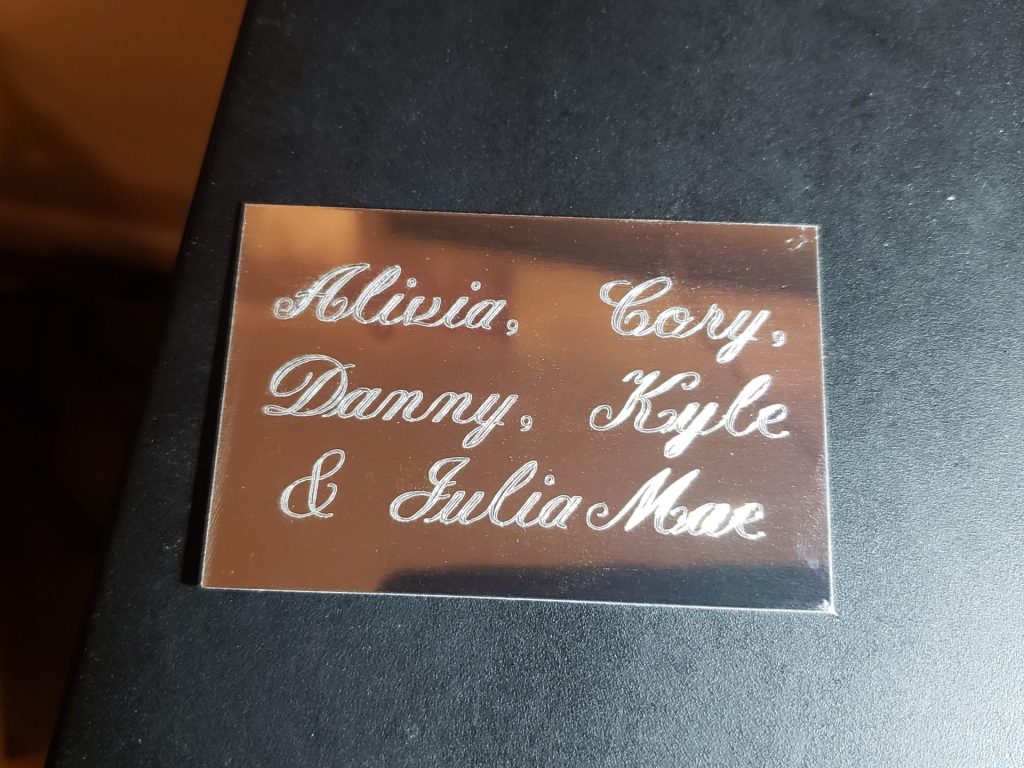 Alivia, Cory,
Danny, Kyle
& Julia Mae